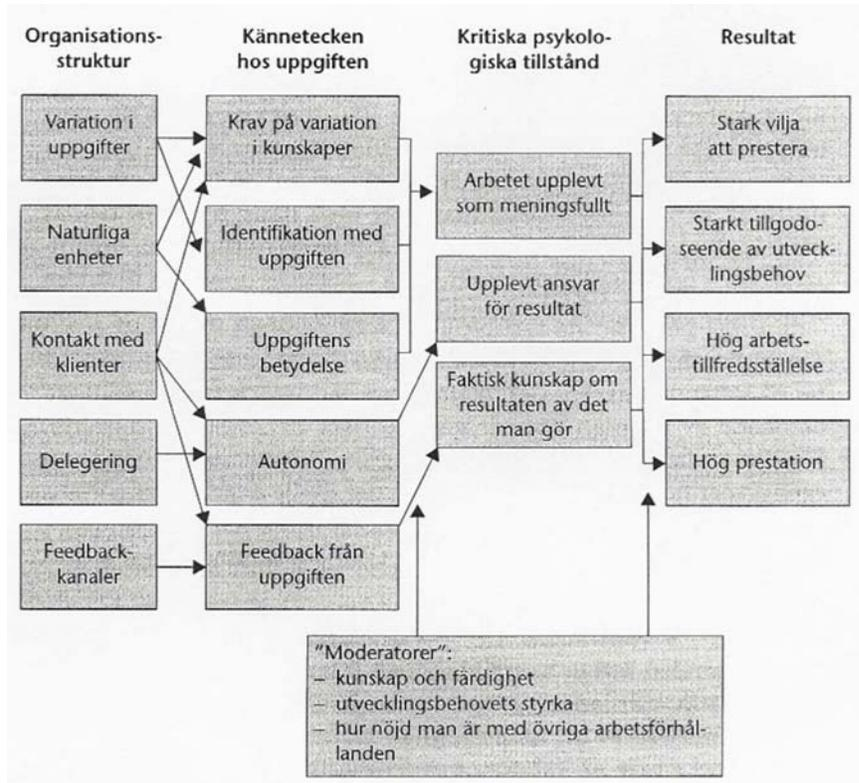 Organisations-
struktur
Kännetecken
hos uppgiften
Kritiska psykolo-
giska tillstånd
Resultat
Variation i
uppgifter
Naturliga
enheter
Kontakt med
klienter
Delegering
Feedback-
kanaler
Krav på variation
i kunskaper
Identifikation med
uppgiften
Uppgiftens
betydelse
Autonomi
Feedback från
uppgiften
Arbetet upplevt
som meningsfullt
Upplevt ansvar
för resultat
Faktisk kunskap om
resultaten av det
man gör
Stark vilja
att prestera
Starkt tillgodo-
seende av utveck-
lingsbehov
Hög arbets-
tillfredsställelse
Hög prestation
"Moderatorer":
– kunskap och färdighet
– utvecklingsbehovets styrka
– hur nöjd man är med övriga arbetsförhål-
landen